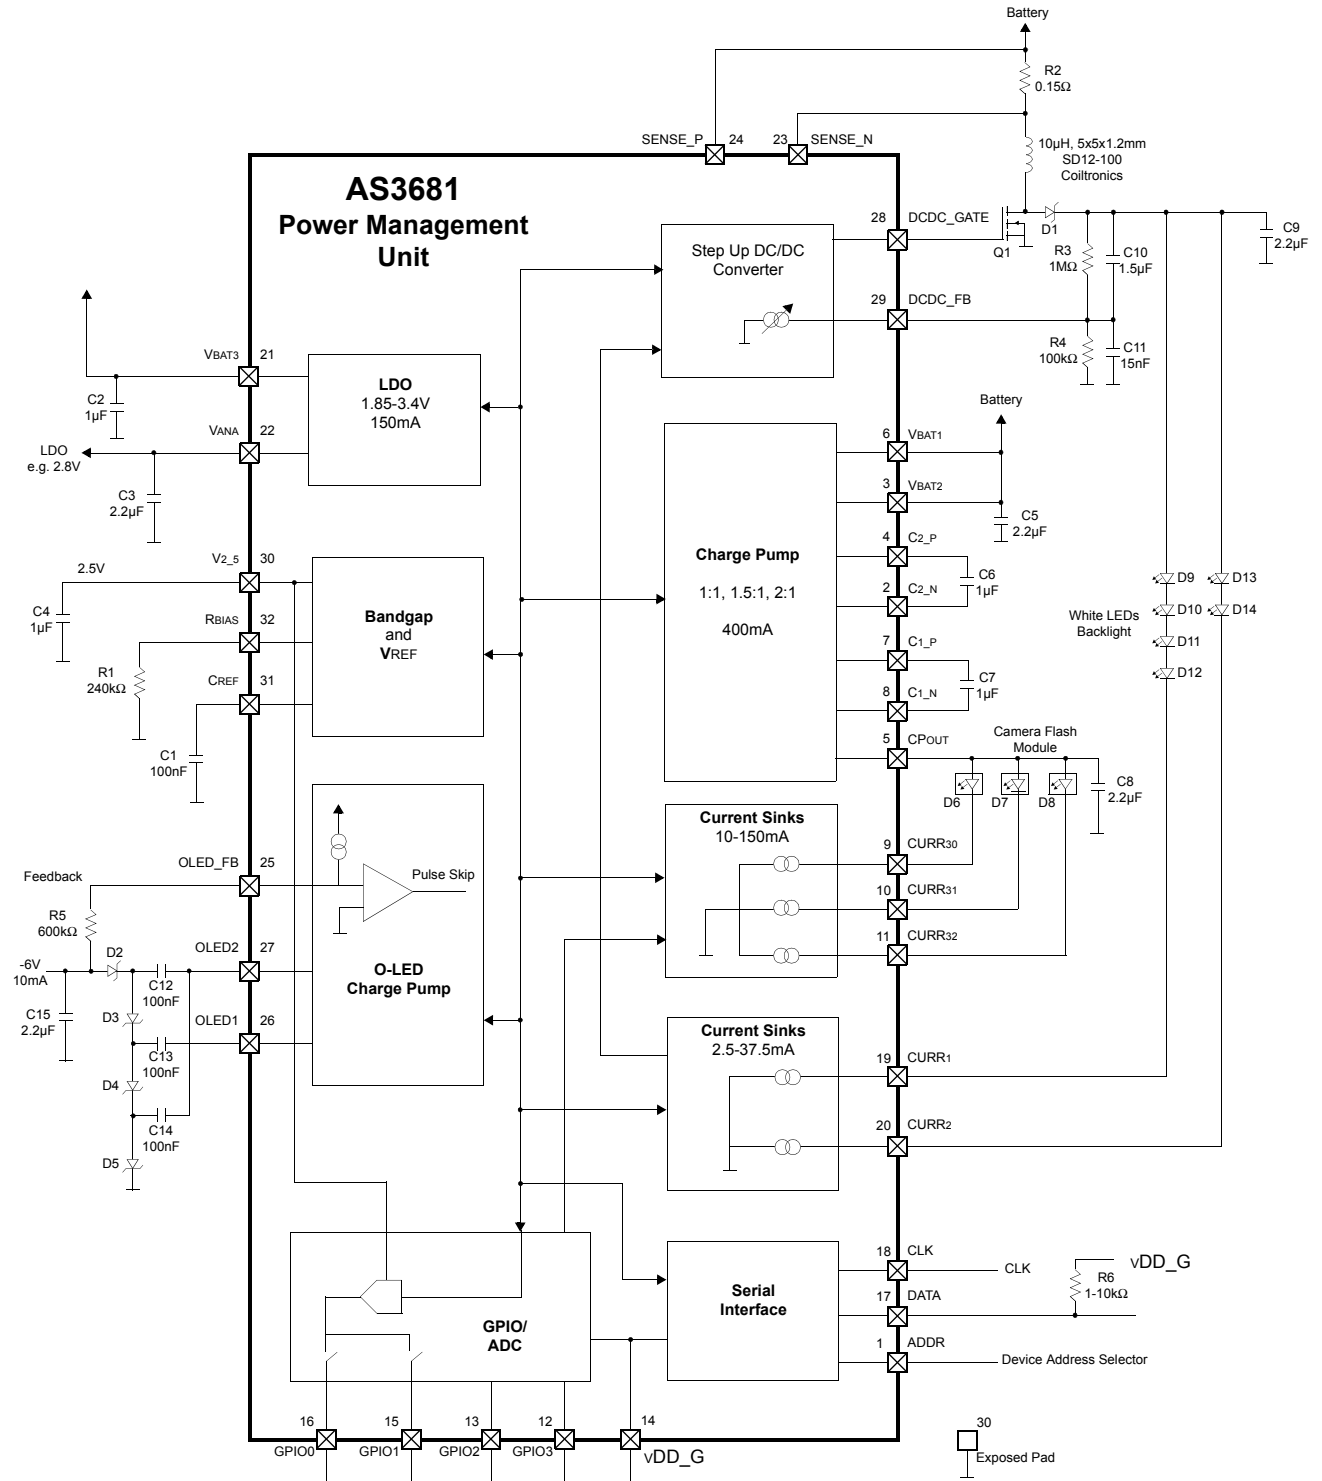 Battery
R2
0.15Ω
SENSE_P
24
23
SENSE_N
10µH, 5x5x1.2mm
SD12-100
Coiltronics
AS3681
Power Management
Unit
28
DCDC_GATE
Q1
D1
C9
2.2µF
R3
1MΩ
C10
1.5µF
Step Up DC/DC
Converter
29
DCDC_FB
R4
100kΩ
C11
15nF
VBAT3
21
C2
1µF
LDO
1.85-3.4V
150mA
VANA
22
LDO
e.g. 2.8V
C3
2.2µF
Battery
6
VBAT1
3
VBAT2
C5
2.2µF
4
C2_P
C6
1µF
2
C2_N
7
C1_P
C7
1µF
8
C1_N
5
CPOUT
Charge Pump
1:1, 1.5:1, 2:1
400mA
V2_5
30
2.5V
C4
1µF
RBIAS
32
R1
240kΩ
CREF
31
C1
100nF
Bandgap
and
VREF
D9
D13
D10
D14
White LEDs
Backlight
D11
D12
Camera Flash
Module
D6
D7
D8
C8
2.2µF
Current Sinks
10-150mA
9
CURR30
10
CURR31
11
CURR32
OLED_FB
25
Feedback
Pulse Skip
R5
600kΩ
OLED2
27
D2
-6V
10mA
C12
100nF
O-LED
Charge Pump
C15
2.2µF
D3
OLED1
26
C13
100nF
D4
C14
100nF
D5
Current Sinks
2.5-37.5mA
19
CURR1
20
CURR2
GPIO/
ADC
Serial
Interface
18
CLK
CLK
VDD_G
R6
1-10kΩ
17
DATA
1
ADDR
Device Address Selector
16
15
13
12
14
GPIO0
GPIO1
GPIO2
GPIO3
VDD_G
30
Exposed Pad